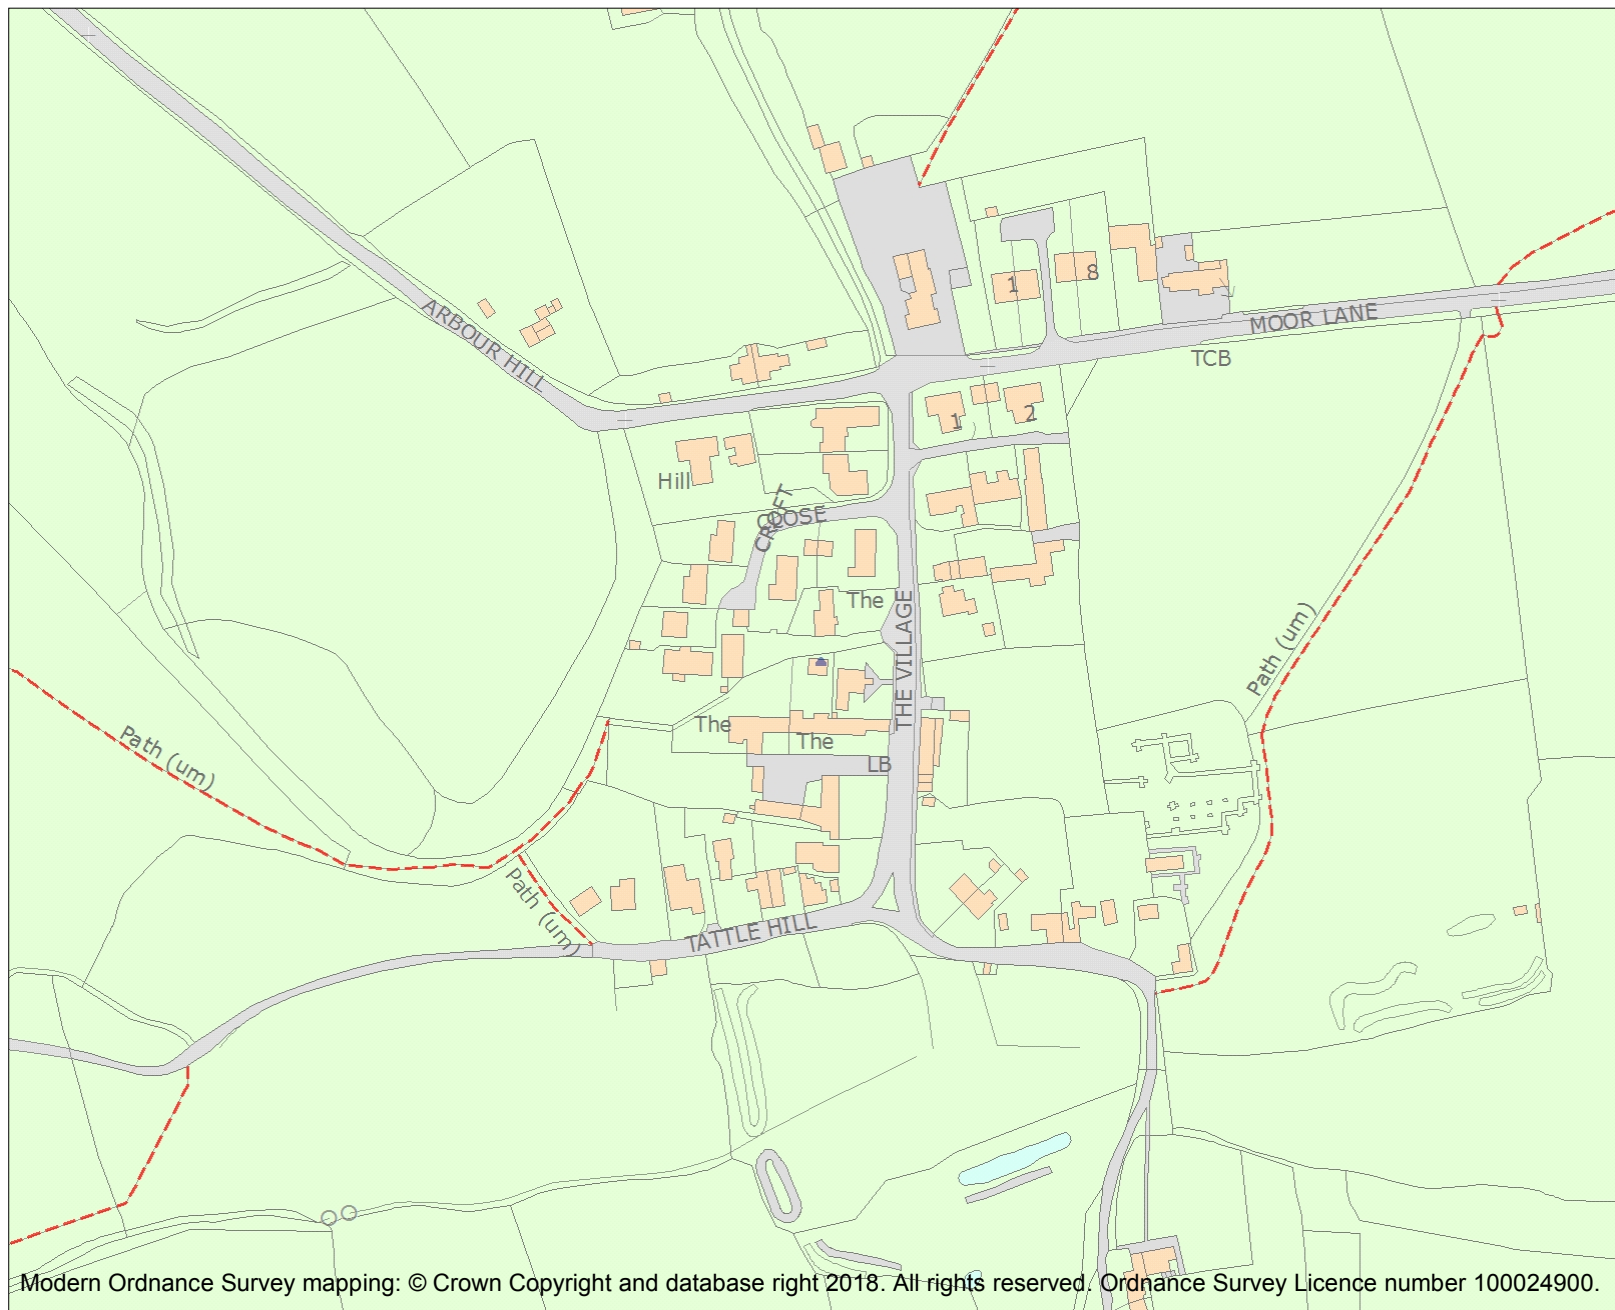 1
8
ARBOUR HILL
MOOR LANE
TCB
1
2
Hill
CROFT
CLOSE
The
THE VILLAGE
Path (um)
The
The
Path (um)
LB
Path (um)
TATTLE HILL
Modern Ordnance Survey mapping: © Crown Copyright and database right 2018. All rights reserved. Ordnance Survey Licence number 100024900.